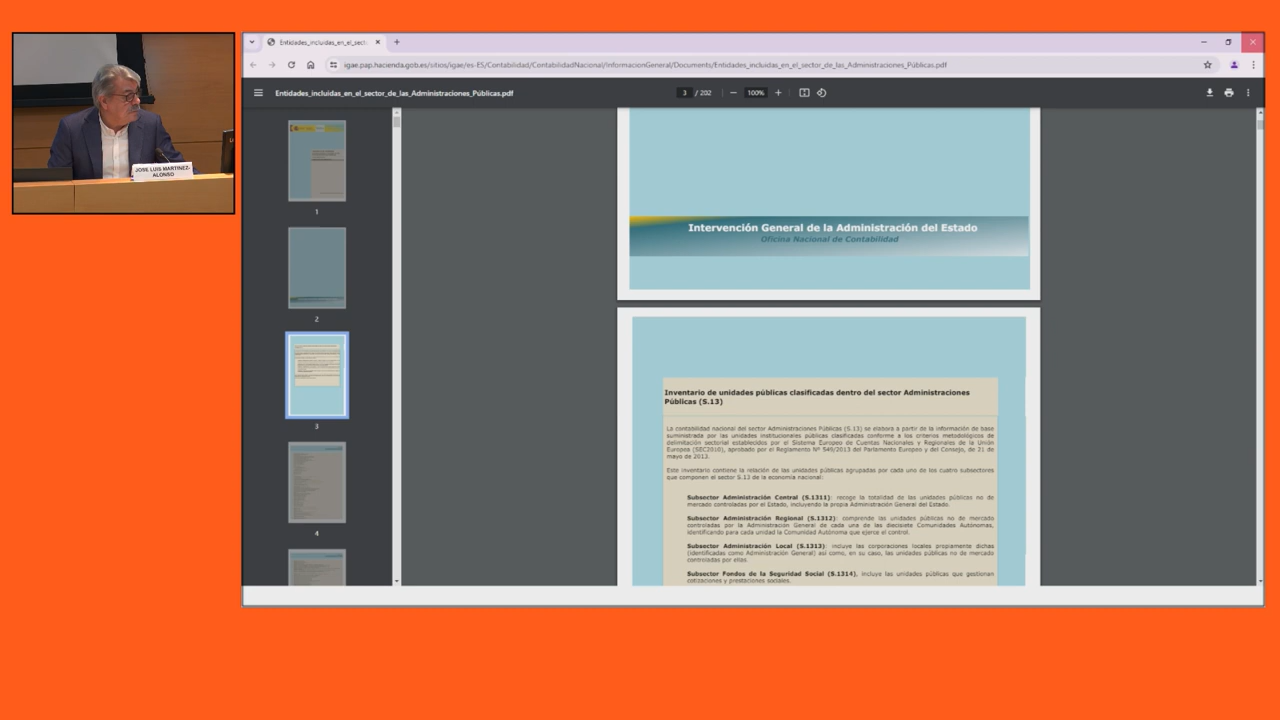 JOSE LUIS MARTINEZ-
ALONSO
Entidades_incluidas_en_el_sect
igae.pap.hacienda.gob.es/sitios/igae/es-ES/Contabilidad/ContabilidadNacional/InformacionGeneral/Documents/Entidades_incluidas_en_el_sector_de_las_Administraciones_Públicas.pdf
Entidades_incluidas_en_el_sector_de_las_Administraciones_Públicas.pdf
3 / 202
100%
1
2
3
4
Intervención General de la Administración del Estado
Oficina Nacional de Contabilidad
Inventario de unidades públicas clasificadas dentro del sector Administraciones
Públicas (S.13)
La contabilidad nacional del sector Administraciones Públicas (S.13) se elabora a partir de la información de base
suministrada por las unidades institucionales públicas clasificadas conforme a los criterios metodológicos de
delimitación sectorial establecidos por el Sistema Europeo de Cuentas Nacionales y Regionales de la Unión
Europea (SEC2010), aprobado por el Reglamento Nº 549/2013 del Parlamento Europeo y del Consejo, de 21 de
mayo de 2013.
Este inventario contiene la relación de las unidades públicas agrupadas por cada uno de los cuatro subsectores
que componen el sector S.13 de la economía nacional:
Subsector Administración Central (S.1311): recoge la totalidad de las unidades públicas no de
mercado controladas por el Estado, incluyendo la propia Administración General del Estado.
Subsector Administración Regional (S.1312): comprende las unidades públicas no de mercado
controladas por la Administración General de cada una de las diecisiete Comunidades Autónomas,
identificando para cada unidad la Comunidad Autónoma que ejerce el control.
Subsector Administración Local (S.1313): incluye las corporaciones locales propiamente dichas
(identificadas como Administración General) así como, en su caso, las unidades públicas no de mercado
controladas por ellas.
Subsector Fondos de la Seguridad Social (S.1314), incluye las unidades públicas que gestionan
cotizaciones y prestaciones sociales.